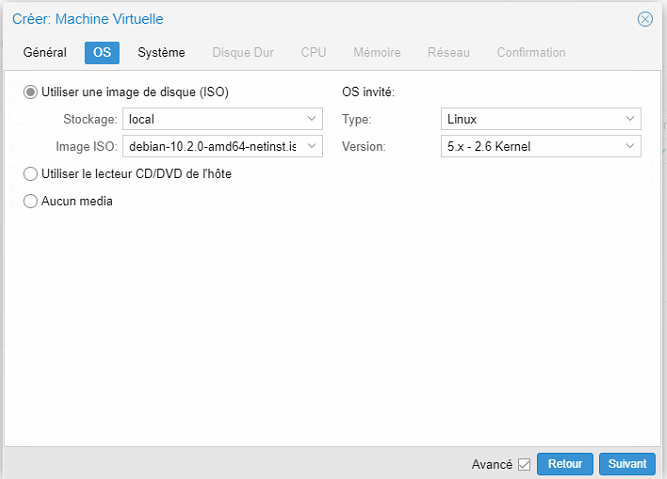 Créer: Machine Virtuelle
Général OS Système Disque Dur CPU Mémoire Réseau Confirmation
Utiliser une image de disque (ISO) OS invité:
Stockage: local Type: Linux
Image ISO: debian-10.2.0-amd64-netinst.is Version: 5.x - 2.6 Kernel
Utiliser le lecteur CD/DVD de l'hôte
Aucun media
Avancé Retour Suivant